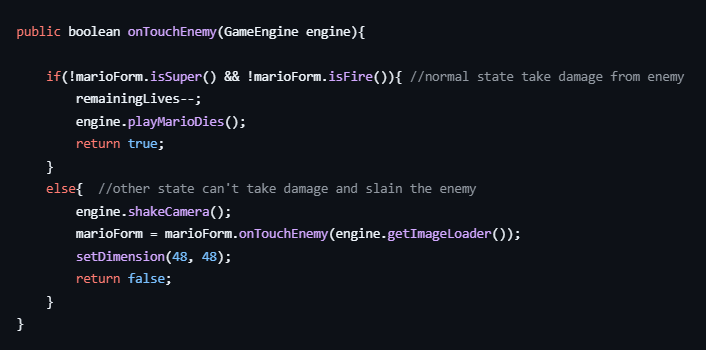 public boolean onTouchEnemy(GameEngine engine){
if(!marioForm.isSuper() && !marioForm.isFire()){ //normal state take damage from enemy
remainingLives--;
engine.playMarioDies();
return true;
}
else{  //other state can't take damage and slain the enemy
engine.shakeCamera();
marioForm = marioForm.onTouchEnemy(engine.getImageLoader());
setDimension(48, 48);
return false;
}
}